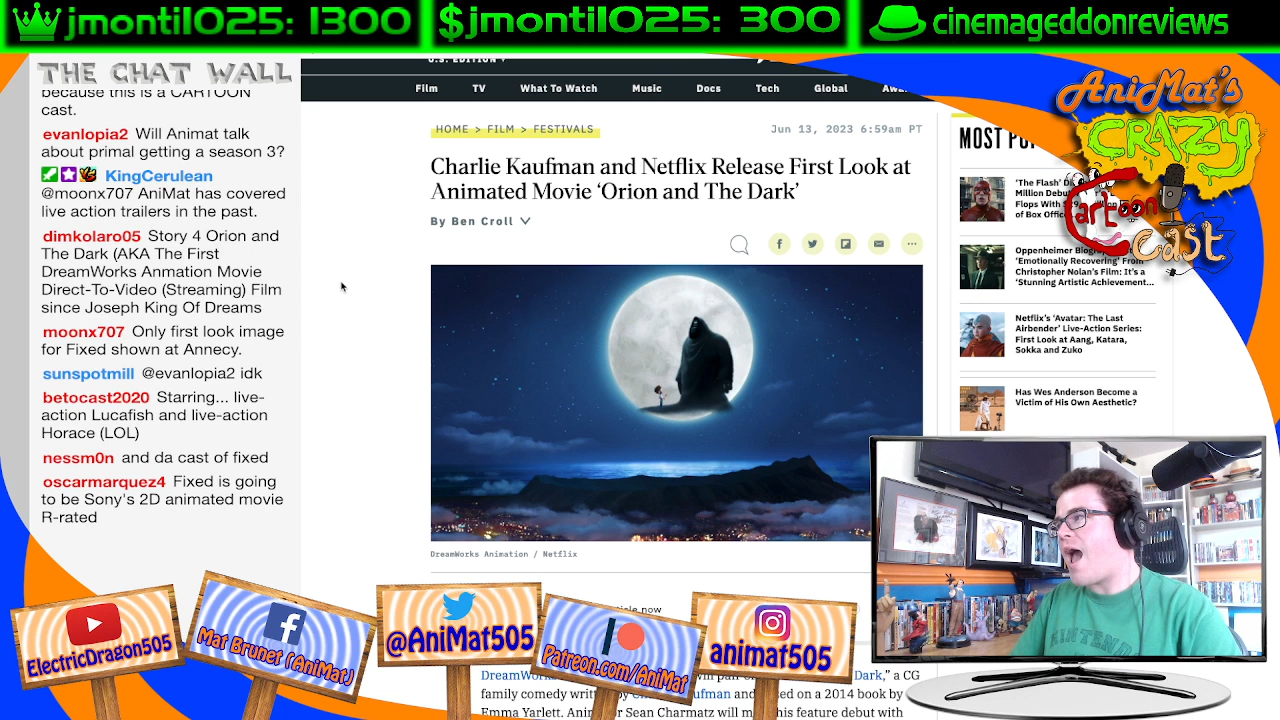 jmonti1025: 1300
$jmonti1025: 300
cinemageddonreviews
THE CHAT WALL
because this is a CARTOON
cast.
evanlopia2 Will Animat talk
about primal getting a season 3?
KingCerulean
@moonx707 AniMat has covered
live action trailers in the past.
dimkolaro05 Story 4 Orion and
The Dark (AKA The First
DreamWorks Anmation Movie
Direct-To-Video (Streaming) Film
since Joseph King Of Dreams
moonx707 Only first look image
for Fixed shown at Annecy.
sunspotmill @evanlopia2 idk
betocast2020 Starring... live-
action Lucafish and live-action
Horace (LOL)
nessm0n and da cast of fixed
oscarmarquez4 Fixed is going
to be Sony's 2D animated movie
R-rated
U.S. EDITION
Film TV What To Watch Music Docs Tech Global
HOME > FILM > FESTIVALS
Jun 13, 2023 6:59am PT
Charlie Kaufman and Netflix Release First Look at
Animated Movie ‘Orion and The Dark’
By Ben Croll
DreamWorks Animation / Netflix
article now
Dark,” a CG
family comedy
and
on a 2014 book by
Emma Yarlett.
Sean Charmatz will
his feature debut with
MOST
‘The Flash’
Million
Flops With
of Box
Oppenheimer
‘Emotionally Recovering’ From
Christopher Nolan’s Film: It’s a
‘Stunning Artistic Achievement...
Netflix’s ‘Avatar: The Last
Airbender’ Live-Action Series:
First Look at Aang, Katara,
Sokka and Zuko
Has Wes Anderson Become a
Victim of His Own Aesthetic?
AniMat's
CRAZY
Cartoon
Cast
ElectricDragon505
Mat Brunet (AniMat)
@AniMat505
Patreon.com/AniMat
animat505
NINTENDO